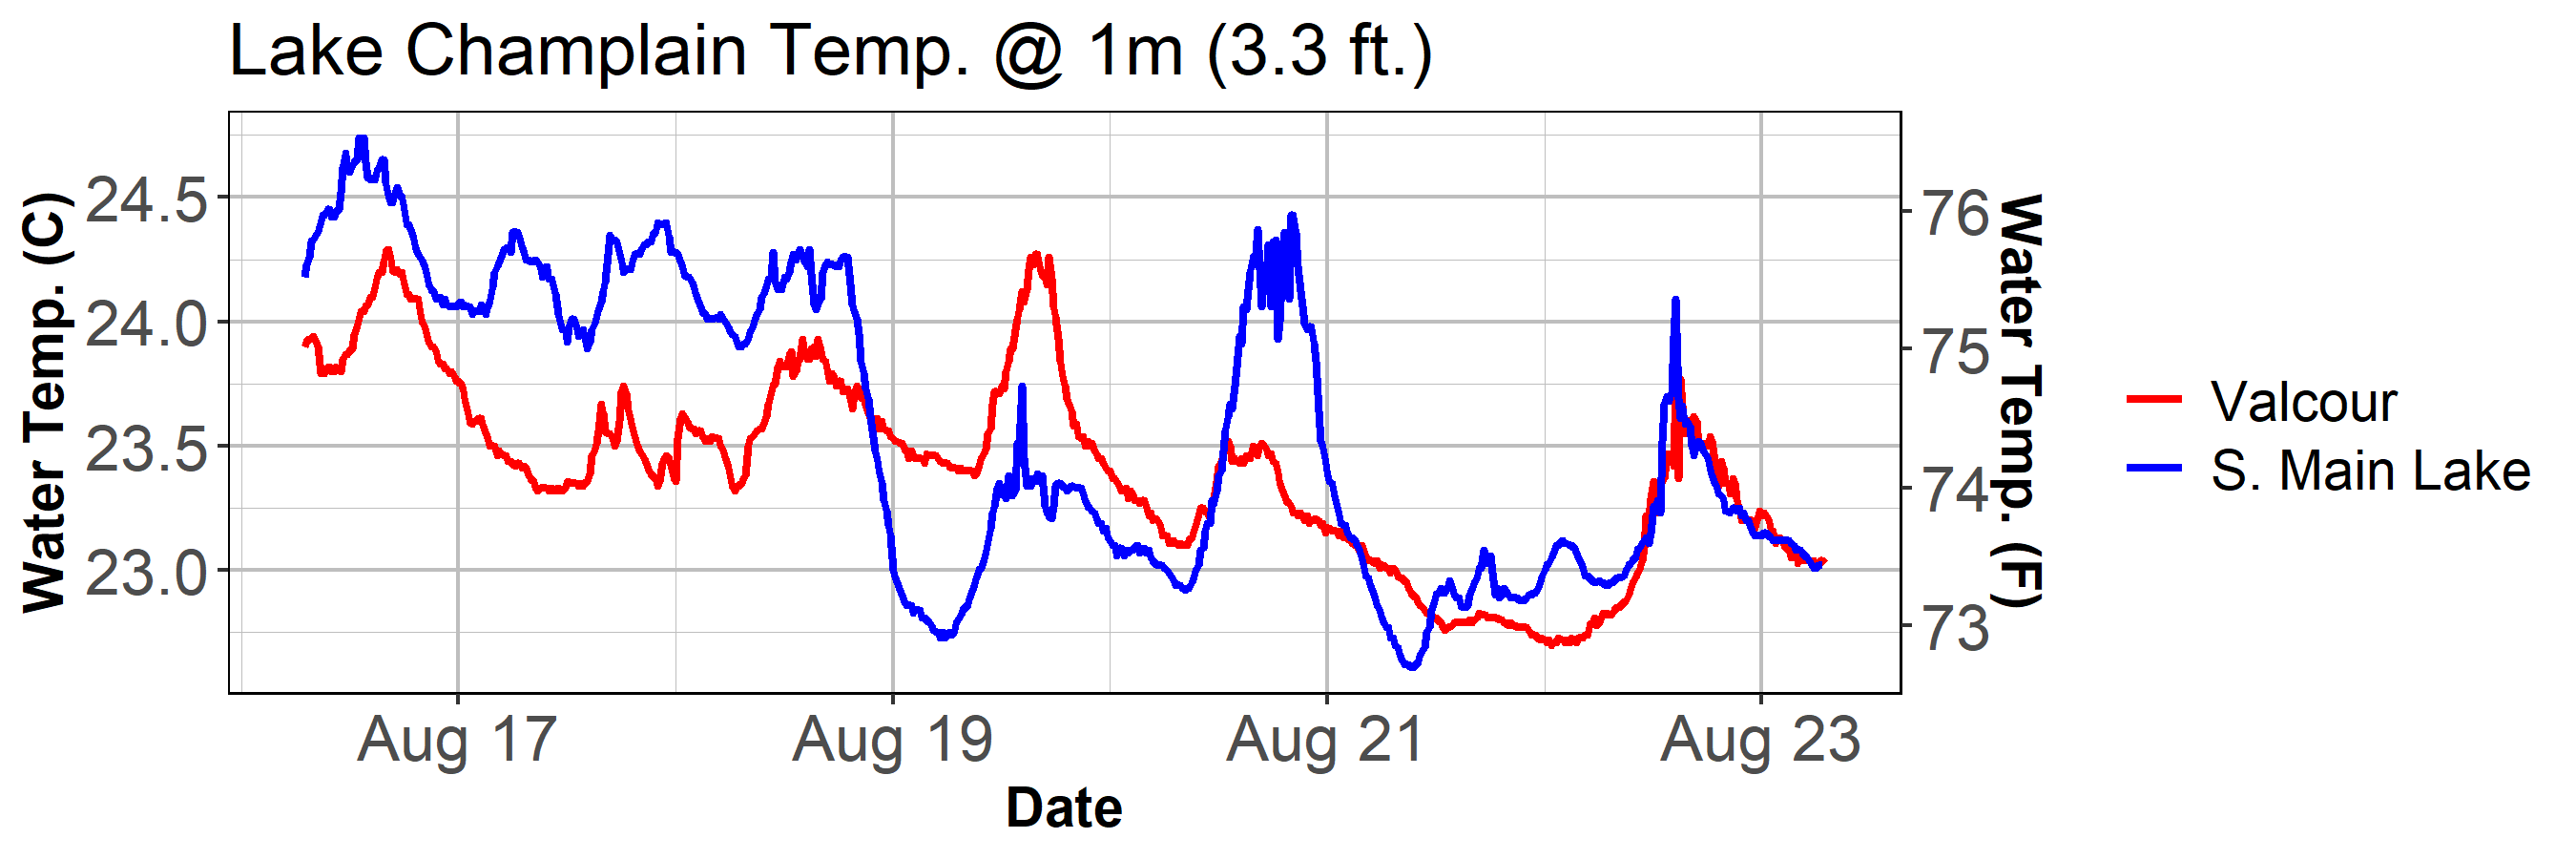 Lake Champlain Temp. @ 1m (3.3 ft.)
Water Temp. (C)
24.5
24.0
23.5
23.0
76
75
74
73
Water Temp. (F)
Aug 17
Aug 19
Aug 21
Aug 23
Date
Valcour
S. Main Lake